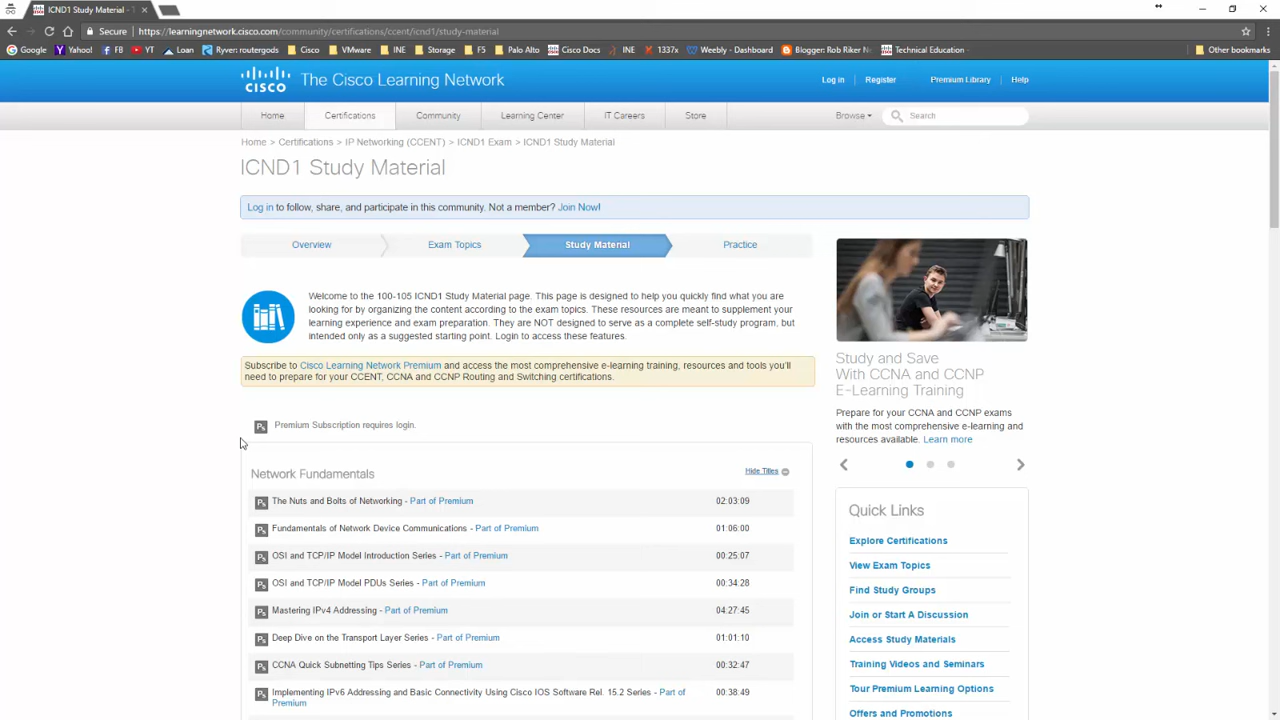 ICND1 Study Material - T
Secure
https://learningnetwork.cisco.com/community/certifications/ccent/icnd1/study-material
Google Yahoo! FB YT Loan Ryver: routergods Cisco VMware INE Storage F5 Palo Alto Cisco Docs INE 1337x Weebly - Dashboard Blogger: Rob Riker N Technical Education - Other bookmarks
cisco The Cisco Learning Network
Log in Register Premium Library Help
Home Certifications Community Learning Center IT Careers Store Browse Search
Home > Certifications > IP Networking (CCENT) > ICND1 Exam > ICND1 Study Material
ICND1 Study Material
Log in to follow, share, and participate in this community. Not a member? Join Now!
Overview Exam Topics Study Material Practice
Welcome to the 100-105 ICND1 Study Material page. This page is designed to help you quickly find what you are
looking for by organizing the content according to the exam topics. These resources are meant to supplement your
learning experience and exam preparation. They are NOT designed to serve as a complete self-study program, but
intended only as a suggested starting point. Login to access these features.
Subscribe to Cisco Learning Network Premium and access the most comprehensive e-learning training, resources and tools you'll
need to prepare for your CCENT, CCNA and CCNP Routing and Switching certifications.
Ps Premium Subscription requires login.
Network Fundamentals Hide Titles
Ps The Nuts and Bolts of Networking - Part of Premium 02:03:09
Ps Fundamentals of Network Device Communications - Part of Premium 01:06:00
Ps OSI and TCP/IP Model Introduction Series - Part of Premium 00:25:07
Ps OSI and TCP/IP Model PDUs Series - Part of Premium 00:34:28
Ps Mastering IPv4 Addressing - Part of Premium 04:27:45
Ps Deep Dive on the Transport Layer Series - Part of Premium 01:01:10
Ps CCNA Quick Subnetting Tips Series - Part of Premium 00:32:47
Ps Implementing IPv6 Addressing and Basic Connectivity Using Cisco IOS Software Rel. 15.2 Series - Part of 00:38:49
Premium
Study and Save
With CCNA and CCNP
E-Learning Training
Prepare for your CCNA and CCNP exams
with the most comprehensive e-learning and
resources available. Learn more
Quick Links
Explore Certifications
View Exam Topics
Find Study Groups
Join or Start A Discussion
Access Study Materials
Training Videos and Seminars
Tour Premium Learning Options
Offers and Promotions